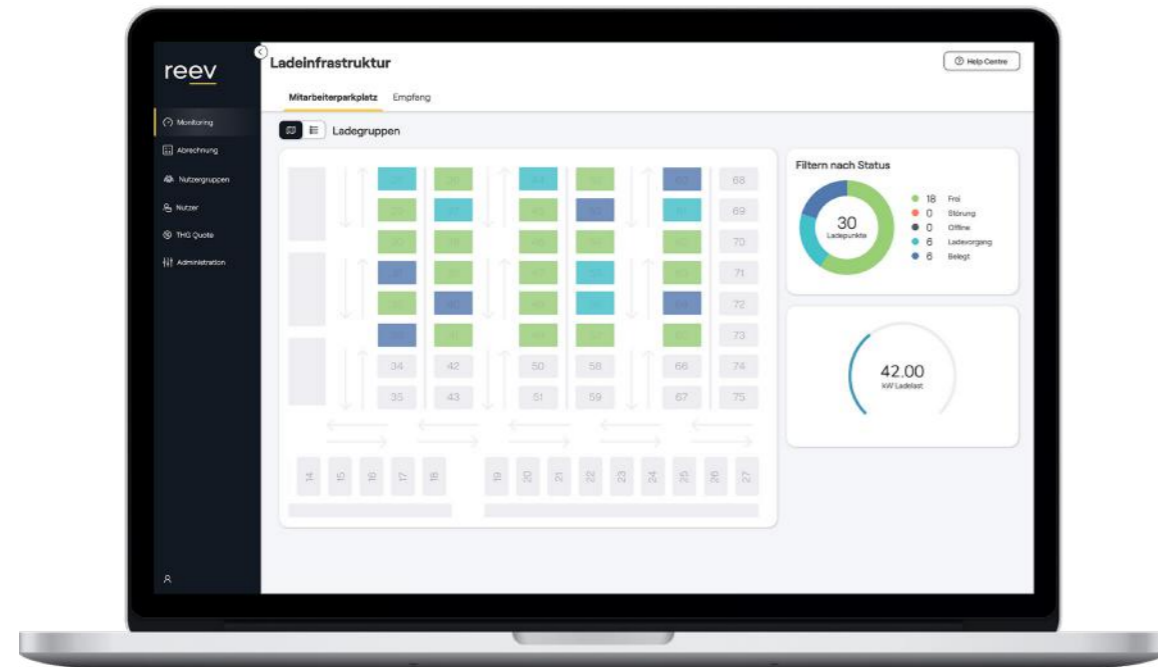 reev
Ladeinfrastruktur
Help Centre
Mitarbeiterparkplatz Empfang
Monitoring
Abrechnung
Nutzergruppen
Nutzer
THG Quote
Administration
Ladegruppen
68
69
70
71
72
73
34 42 50 58 66 74
35 43 51 59 67 75
14 15 16 17 18 19 20 21 22 23 24 25 26 27
Filtern nach Status
30
Ladepunkte
18 Frei
0 Störung
0 Offline
6 Ladevorgang
6 Belegt
42.00
kW Ladelast